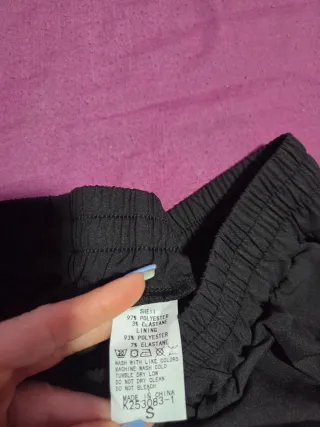 SHELL
97% POLYESTER
3% ELASTANE
LINING
93% POLYESTER
7% ELASTANE
WASH WITH LIKE COLORS
MACHINE WASH COLD
TUMBLE DRY LOW
DO NOT DRY CLEAN
DO NOT BLEACH
MADE IN CHINA
K253083-1
S